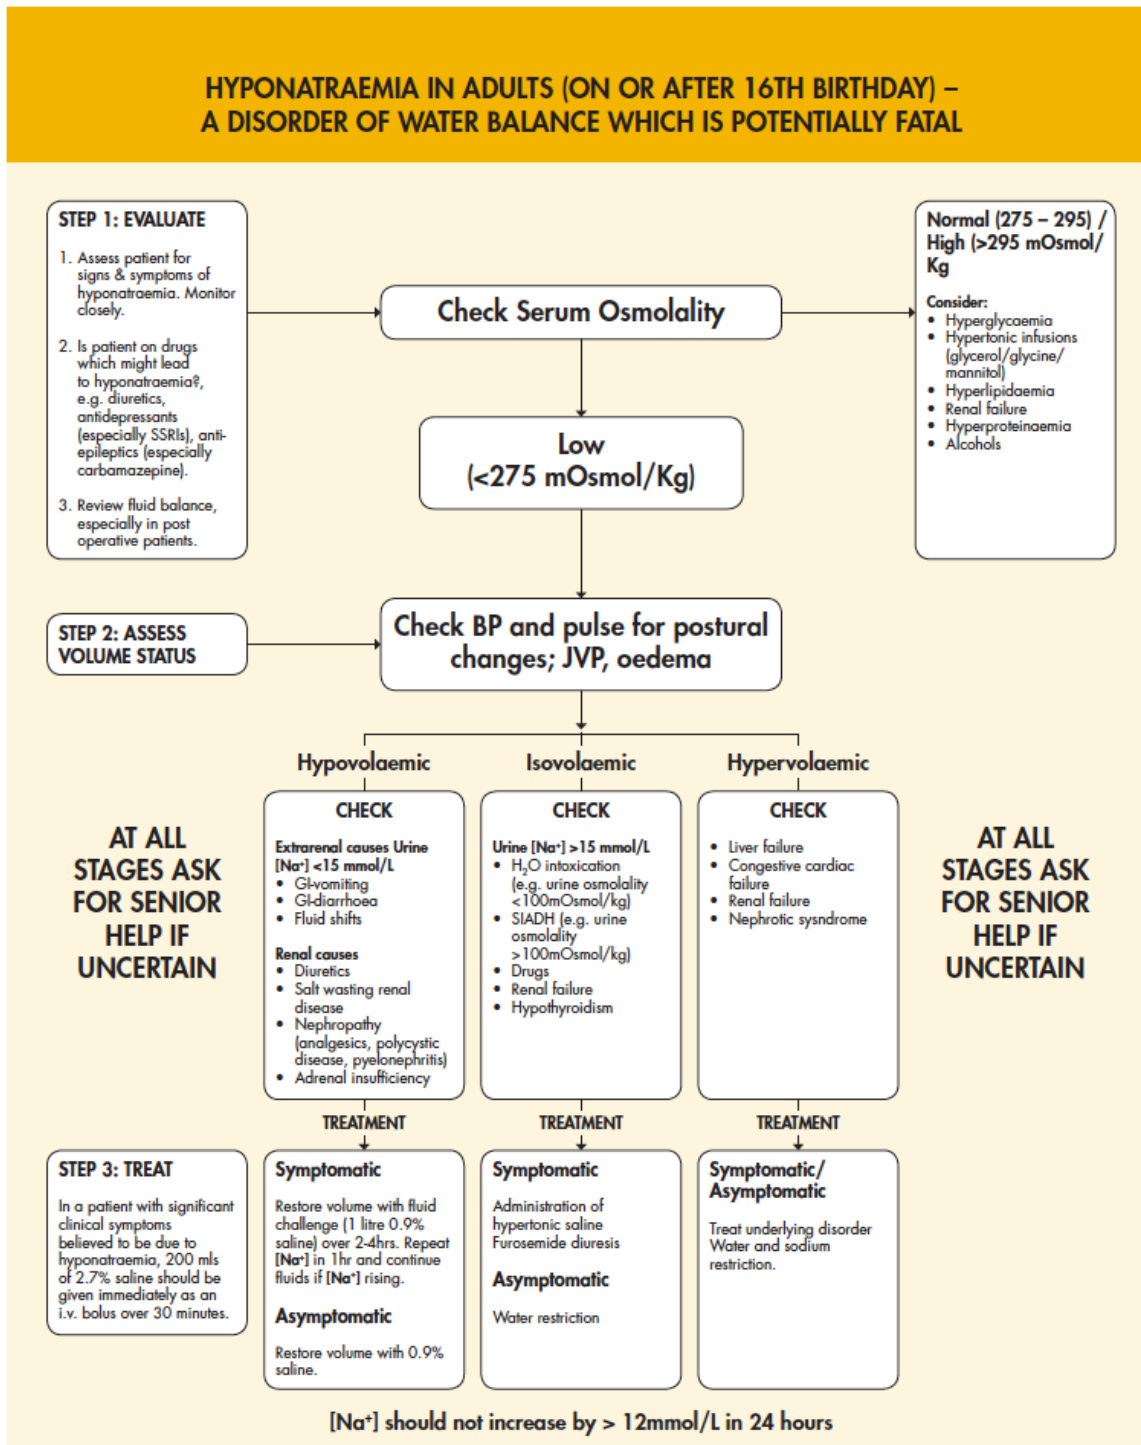 HYPONATRAEMIA IN ADULTS (ON OR AFTER 16TH BIRTHDAY) –
A DISORDER OF WATER BALANCE WHICH IS POTENTIALLY FATAL
STEP 1: EVALUATE
1. Assess patient for
signs & symptoms of
hyponatraemia. Monitor
closely.
2. Is patient on drugs
which might lead
to hyponatraemia?,
e.g. diuretics,
antidepressants
(especially SSRIs), anti-
epileptics (especially
carbamazepine).
3. Review fluid balance,
especially in post
operative patients.
Check Serum Osmolality
Normal (275 – 295) /
High (>295 mOsmol/
Kg
Consider:
• Hyperglycaemia
• Hypertonic infusions
(glycerol/glycine/
mannitol)
• Hyperlipidaemia
• Renal failure
• Hyperproteinaemia
• Alcohols
Low
(<275 mOsmol/Kg)
STEP 2: ASSESS
VOLUME STATUS
Check BP and pulse for postural
changes; JVP, oedema
AT ALL
STAGES ASK
FOR SENIOR
HELP IF
UNCERTAIN
Hypovolaemic
CHECK
Extrarenal causes Urine
[Na⁺] <15 mmol/L
• GI-vomiting
• GI-diarrhoea
• Fluid shifts
Renal causes
• Diuretics
• Salt wasting renal
disease
• Nephropathy
(analgesics, polycystic
disease, pyelonephritis)
• Adrenal insufficiency
Isovolaemic
CHECK
Urine [Na⁺] >15 mmol/L
• H₂O intoxication
(e.g. urine osmolality
<100mOsmol/kg)
• SIADH (e.g. urine
osmolality
>100mOsmol/kg)
• Drugs
• Renal failure
• Hypothyroidism
Hypervolaemic
CHECK
• Liver failure
• Congestive cardiac
failure
• Renal failure
• Nephrotic sysndrome
AT ALL
STAGES ASK
FOR SENIOR
HELP IF
UNCERTAIN
TREATMENT
TREATMENT
TREATMENT
STEP 3: TREAT
In a patient with significant
clinical symptoms
believed to be due to
hyponatraemia, 200 mls
of 2.7% saline should be
given immediately as an
i.v. bolus over 30 minutes.
Symptomatic
Restore volume with fluid
challenge (1 litre 0.9%
saline) over 2-4hrs. Repeat
[Na⁺] in 1hr and continue
fluids if [Na⁺] rising.
Asymptomatic
Restore volume with 0.9%
saline.
Symptomatic
Administration of
hypertonic saline
Furosemide diuresis
Asymptomatic
Water restriction
Symptomatic/
Asymptomatic
Treat underlying disorder
Water and sodium
restriction.
[Na⁺] should not increase by > 12mmol/L in 24 hours